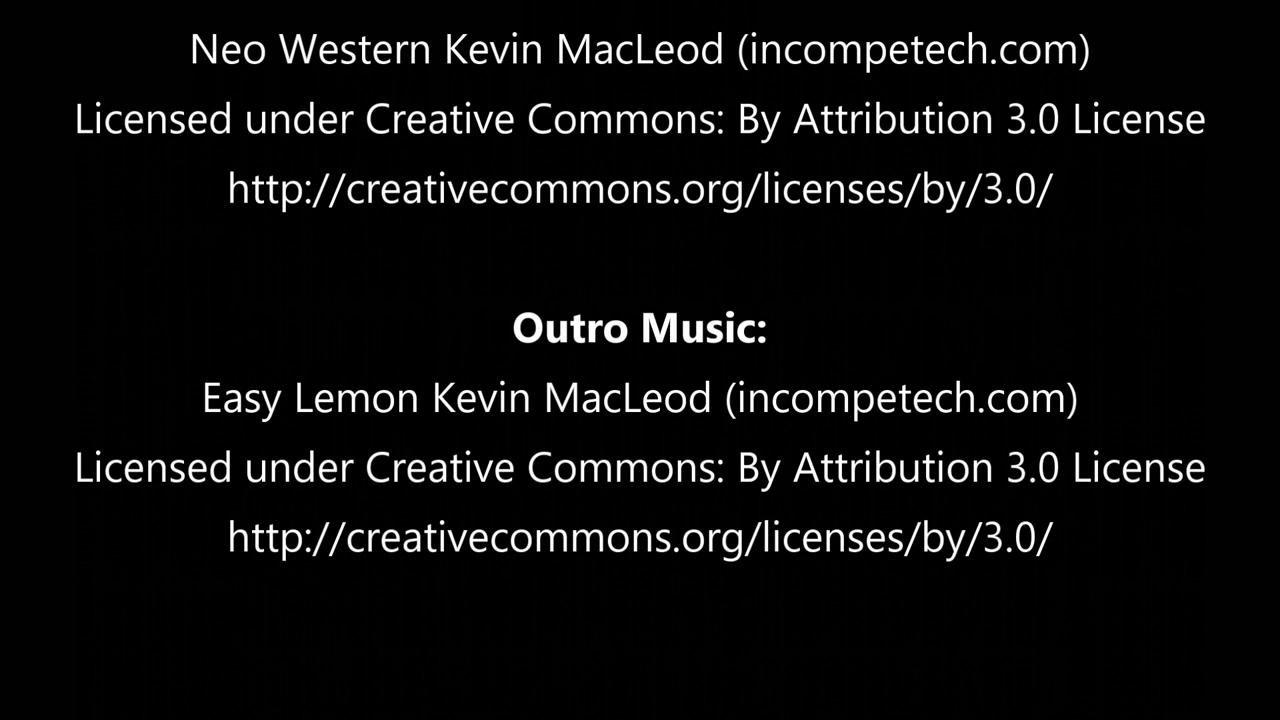 Neo Western Kevin MacLeod (incompetech.com)
Licensed under Creative Commons: By Attribution 3.0 License
http://creativecommons.org/licenses/by/3.0/
Outro Music:
Easy Lemon Kevin MacLeod (incompetech.com)
Licensed under Creative Commons: By Attribution 3.0 License
http://creativecommons.org/licenses/by/3.0/